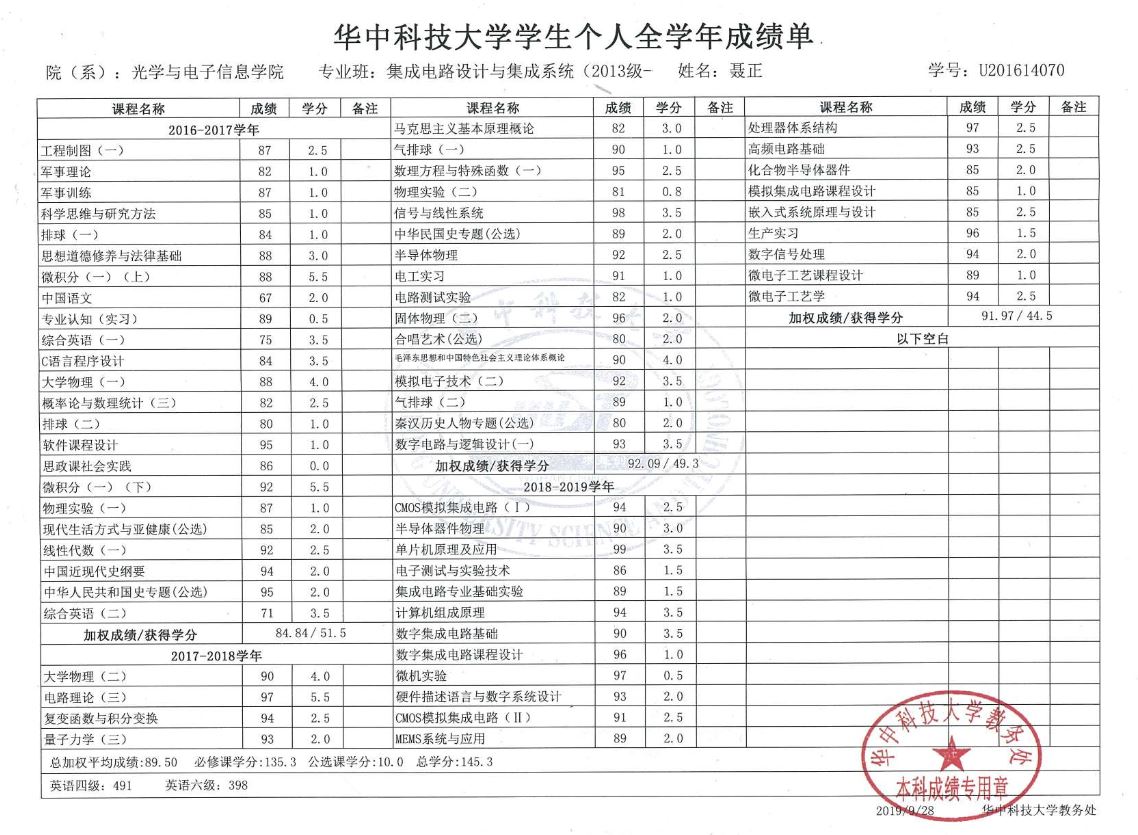 华中科技大学学生个人全学年成绩单
院（系）：光学与电子信息学院 专业班：集成电路设计与集成系统（2013级- 姓名：聂正 学号：U201614070
课程名称 成绩 学分 备注
2016-2017学年
工程制图（一） 87 2.5
军事理论 82 1.0
军事训练 87 1.0
科学思维与研究方法 85 1.0
排球（一） 84 1.0
思想道德修养与法律基础 88 3.0
微积分（一）（上） 88 5.5
中国语文 67 2.0
专业认知（实习） 89 0.5
综合英语（一） 75 3.5
C语言程序设计 84 3.5
大学物理（一） 88 4.0
概率论与数理统计（三） 82 2.5
排球（二） 80 1.0
软件课程设计 95 1.0
思政课社会实践 86 0.0
微积分（一）（下） 92 5.5
物理实验（一） 87 1.0
现代生活方式与亚健康(公选) 85 2.0
线性代数（一） 92 2.5
中国近现代史纲要 94 2.0
中华人民共和国史专题(公选) 95 2.0
综合英语（二） 71 3.5
加权成绩/获得学分 84.84/51.5
2017-2018学年
大学物理（二） 90 4.0
电路理论（三） 97 5.5
复变函数与积分变换 94 2.5
量子力学（三） 93 2.0
课程名称 成绩 学分 备注
马克思主义基本原理概论 82 3.0
气排球（一） 90 1.0
数理方程与特殊函数（一） 95 2.5
物理实验（二） 81 0.8
信号与线性系统 98 3.5
中华民国史专题(公选) 89 2.0
半导体物理 92 2.5
电工实习 91 1.0
电路测试实验 82 1.0
固体物理（二） 96 2.0
合唱艺术(公选) 80 2.0
毛泽东思想和中国特色社会主义理论体系概论 90 4.0
模拟电子技术（二） 92 3.5
气排球（二） 89 1.0
秦汉历史人物专题(公选) 80 2.0
数字电路与逻辑设计(一) 93 3.5
加权成绩/获得学分 92.09/49.3
2018-2019学年
CMOS模拟集成电路（Ⅰ） 94 2.5
半导体器件物理 90 3.0
单片机原理及应用 99 3.5
电子测试与实验技术 86 1.5
集成电路专业基础实验 89 1.5
计算机组成原理 94 3.5
数字集成电路基础 90 3.5
数字集成电路课程设计 96 1.0
微机实验 97 0.5
硬件描述语言与数字系统设计 93 2.0
CMOS模拟集成电路（Ⅱ） 91 2.5
MEMS系统与应用 89 2.0
课程名称 成绩 学分 备注
处理器体系结构 97 2.5
高频电路基础 93 2.5
化合物半导体器件 85 2.0
模拟集成电路课程设计 85 1.0
嵌入式系统原理与设计 85 2.5
生产实习 96 1.5
数字信号处理 94 2.0
微电子工艺课程设计 89 1.0
微电子工艺学 94 2.5
加权成绩/获得学分 91.97/44.5
以下空白
总加权平均成绩:89.50 必修课学分:135.3 公选课学分:10.0 总学分:145.3
英语四级：491 英语六级：398
华中科技大学教务处
本科成绩专用章
2019/9/28 华中科技大学教务处